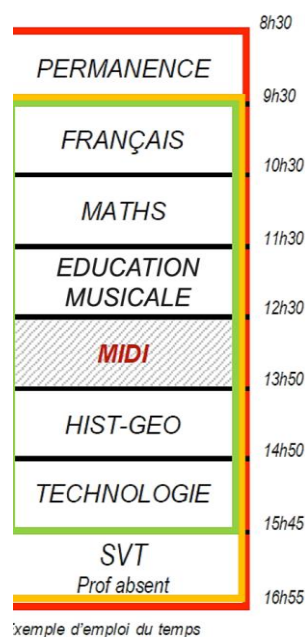 8h30
PERMANENCE
9h30
FRANÇAIS
10h30
MATHS
11h30
EDUCATION
MUSICALE
12h30
MIDI
13h50
HIST-GEO
14h50
TECHNOLOGIE
15h45
SVT
Prof absent
16h55
xemple d'emploi du temps